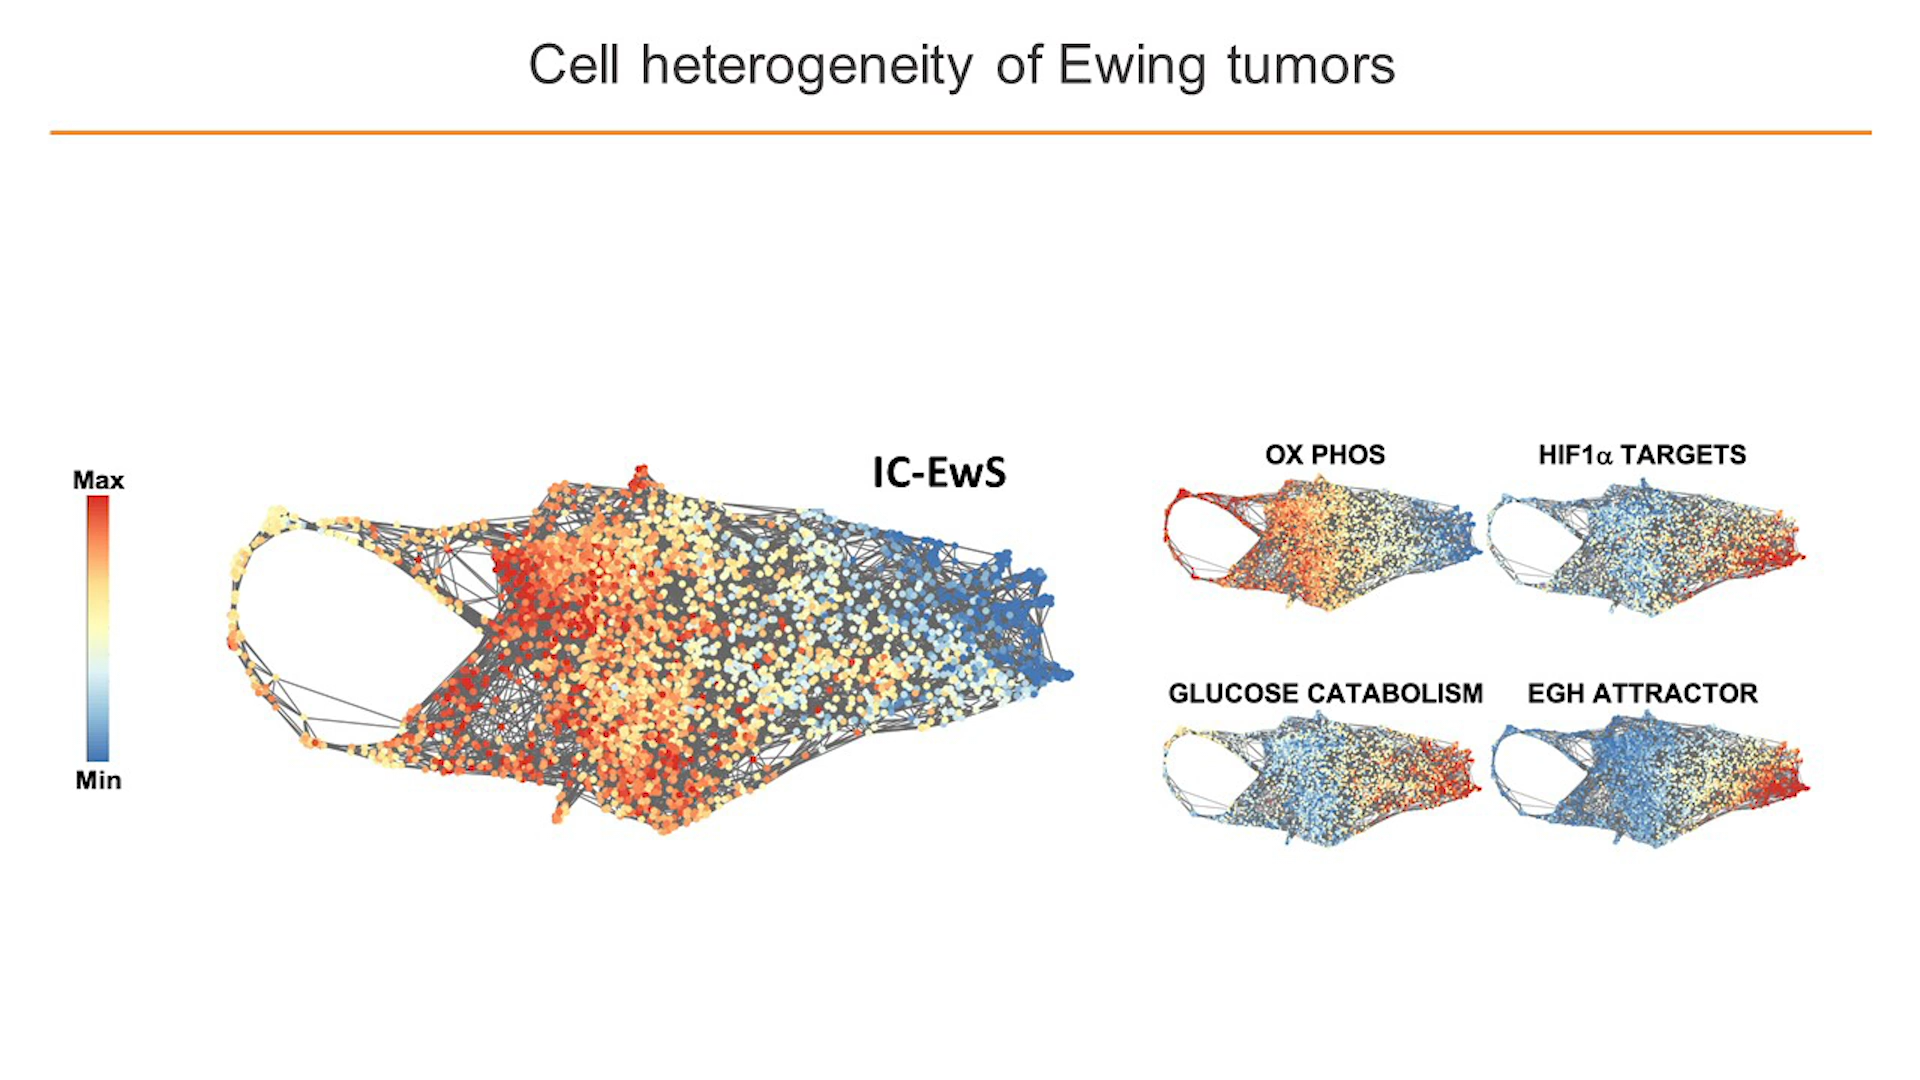 Cell heterogeneity of Ewing tumors
Max
Min
IC-EwS
OX PHOS
HIF1α TARGETS
GLUCOSE CATABOLISM
EGH ATTRACTOR